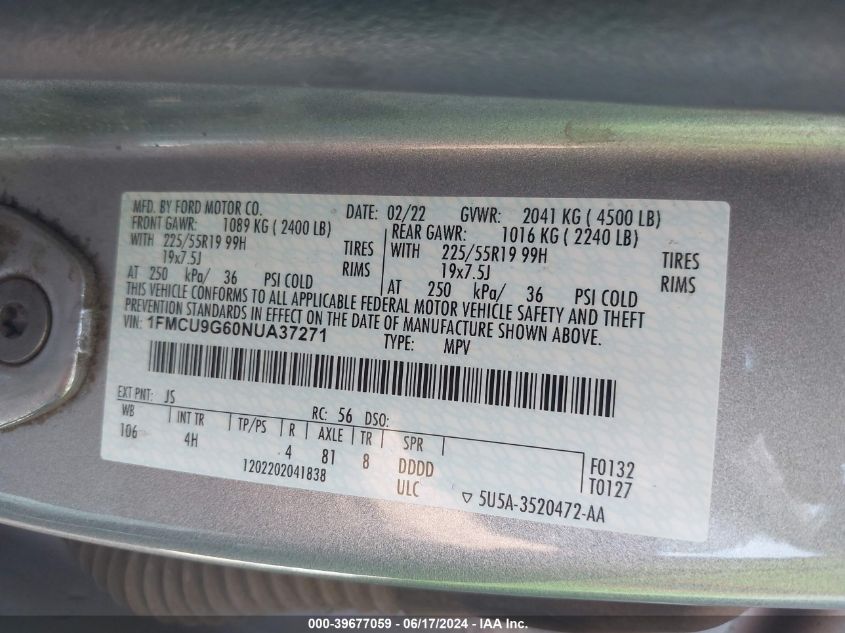 MFD. BY FORD MOTOR CO. DATE: 02/22 GVWR: 2041 KG ( 4500 LB)
FRONT GAWR: 1089 KG ( 2400 LB) REAR GAWR: 1016 KG ( 2240 LB)
WITH 225/55R19 99H TIRES WITH 225/55R19 99H TIRES
19x7.5J RIMS 19x7.5J RIMS
AT 250 kPa/ 36 PSI COLD AT 250 kPa/ 36 PSI COLD
THIS VEHICLE CONFORMS TO ALL APPLICABLE FEDERAL MOTOR VEHICLE SAFETY AND THEFT
PREVENTION STANDARDS IN EFFECT ON THE DATE OF MANUFACTURE SHOWN ABOVE.
VIN: 1FMCU9G60NUA37271 TYPE: MPV
EXT PNT: JS RC: 56 DSO:
WB INT TR TP/PS R AXLE TR SPR
106 4H 4 81 8 DDDD F0132
1202202041838 ULC T0127
5U5A-3520472-AA
000-39677059 - 06/17/2024 - IAA Inc.